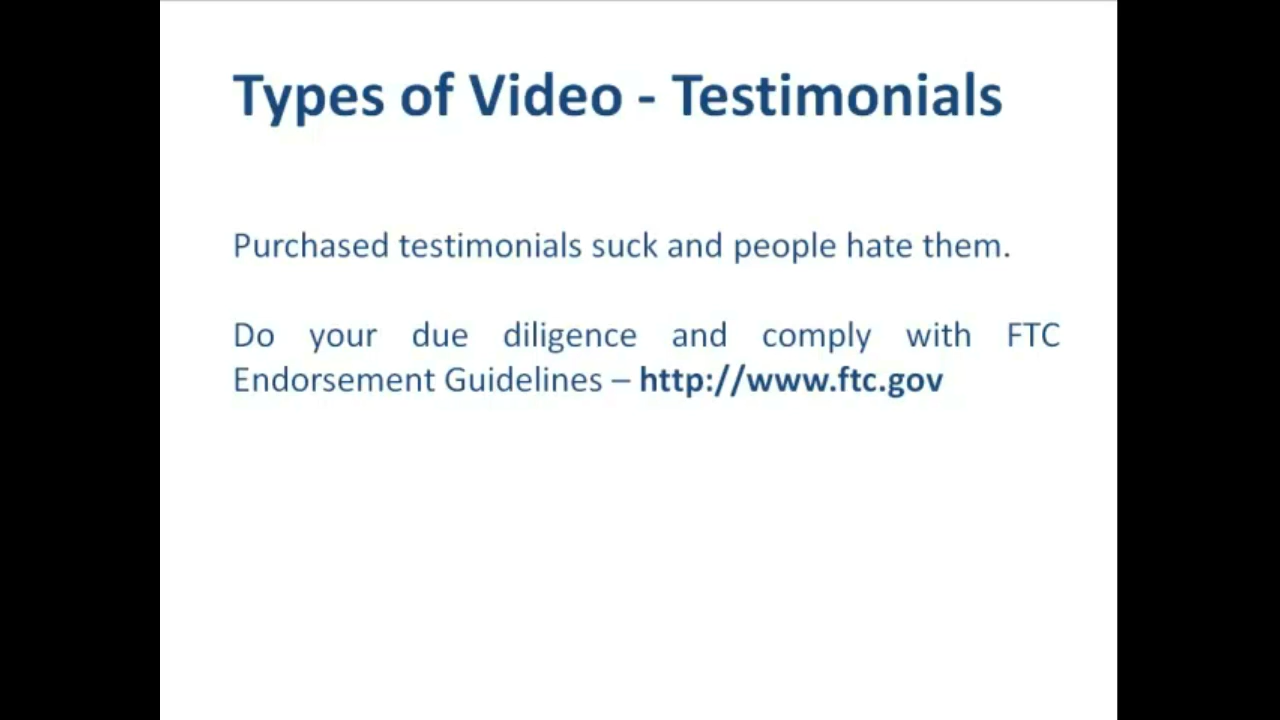 Types of Video - Testimonials
Purchased testimonials suck and people hate them.
Do your due diligence and comply with FTC
Endorsement Guidelines – http://www.ftc.gov